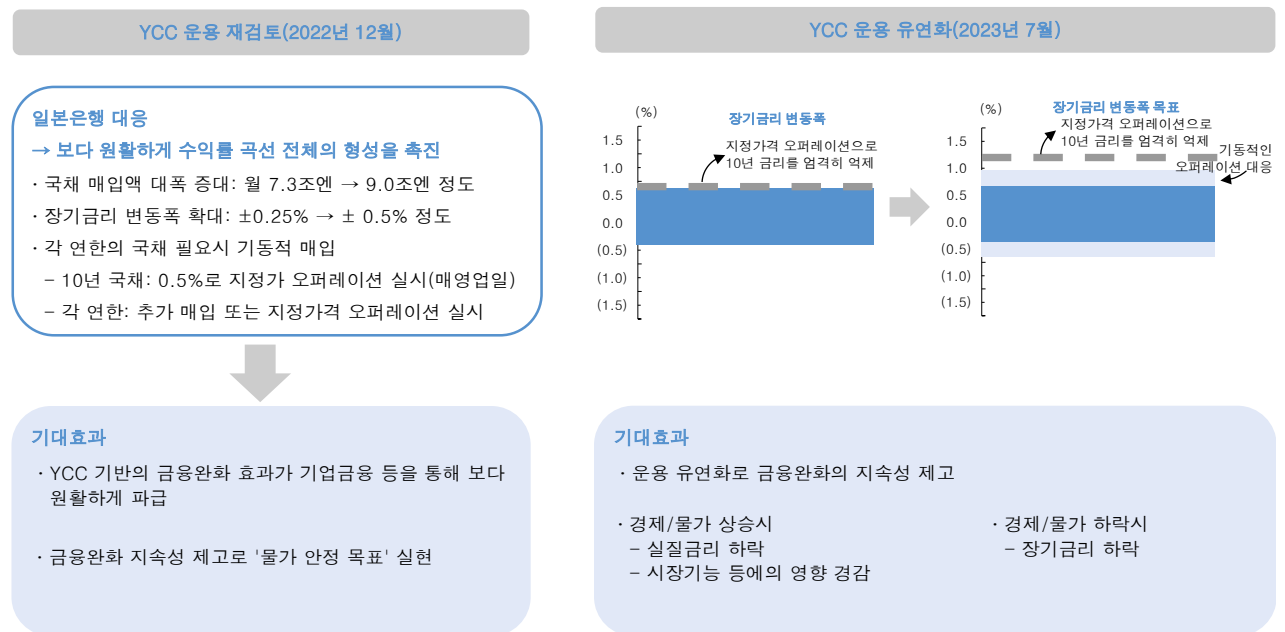 YCC 운용 재검토(2022년 12월)
일본은행 대응
→ 보다 원활하게 수익률 곡선 전체의 형성을 촉진
· 국채 매입액 대폭 증대: 월 7.3조엔 → 9.0조엔 정도
· 장기금리 변동폭 확대: ±0.25% → ± 0.5% 정도
· 각 연한의 국채 필요시 기동적 매입
– 10년 국채: 0.5%로 지정가 오퍼레이션 실시(매영업일)
– 각 연한: 추가 매입 또는 지정가격 오퍼레이션 실시
기대효과
· YCC 기반의 금융완화 효과가 기업금융 등을 통해 보다
원활하게 파급
· 금융완화 지속성 제고로 '물가 안정 목표' 실현
YCC 운용 유연화(2023년 7월)
(%)
장기금리 변동폭
지정가격 오퍼레이션으로
10년 금리를 엄격히 억제
1.5
1.0
0.5
0.0
(0.5)
(1.0)
(1.5)
(%)
장기금리 변동폭 목표
지정가격 오퍼레이션으로
10년 금리를 엄격히 억제
기동적인
오퍼레이션 대응
1.5
1.0
0.5
0.0
(0.5)
(1.0)
(1.5)
기대효과
· 운용 유연화로 금융완화의 지속성 제고
· 경제/물가 상승시
– 실질금리 하락
– 시장기능 등에의 영향 경감
· 경제/물가 하락시
– 장기금리 하락